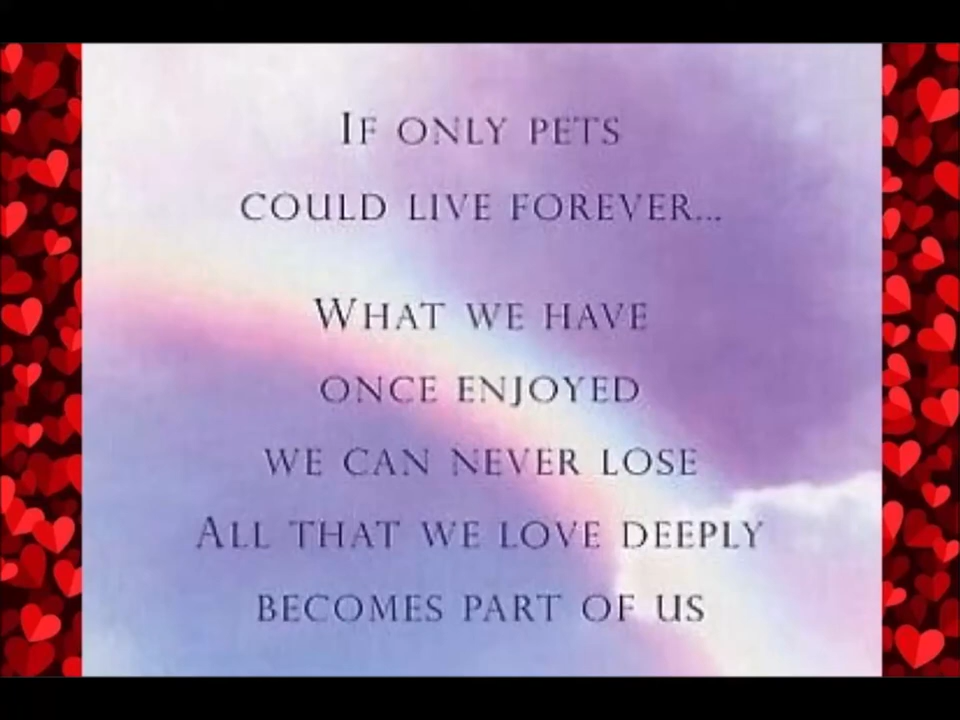 If only pets
could live forever...
What we have
once enjoyed
we can never lose
All that we love deeply
becomes part of us